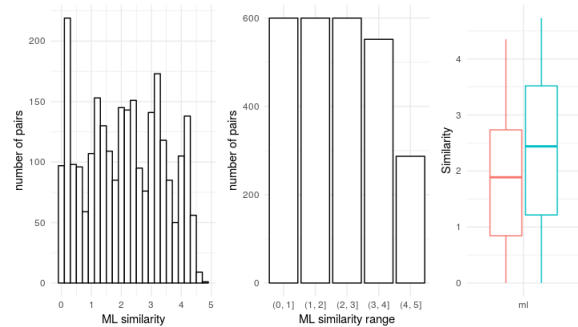 number of pairs
200
150
100
50
0
0 1 2 3 4 5
ML similarity
number of pairs
600
400
200
0
(0, 1] (1, 2] (2, 3] (3, 4] (4, 5]
ML similarity range
Similarity
4
3
2
1
0
ml